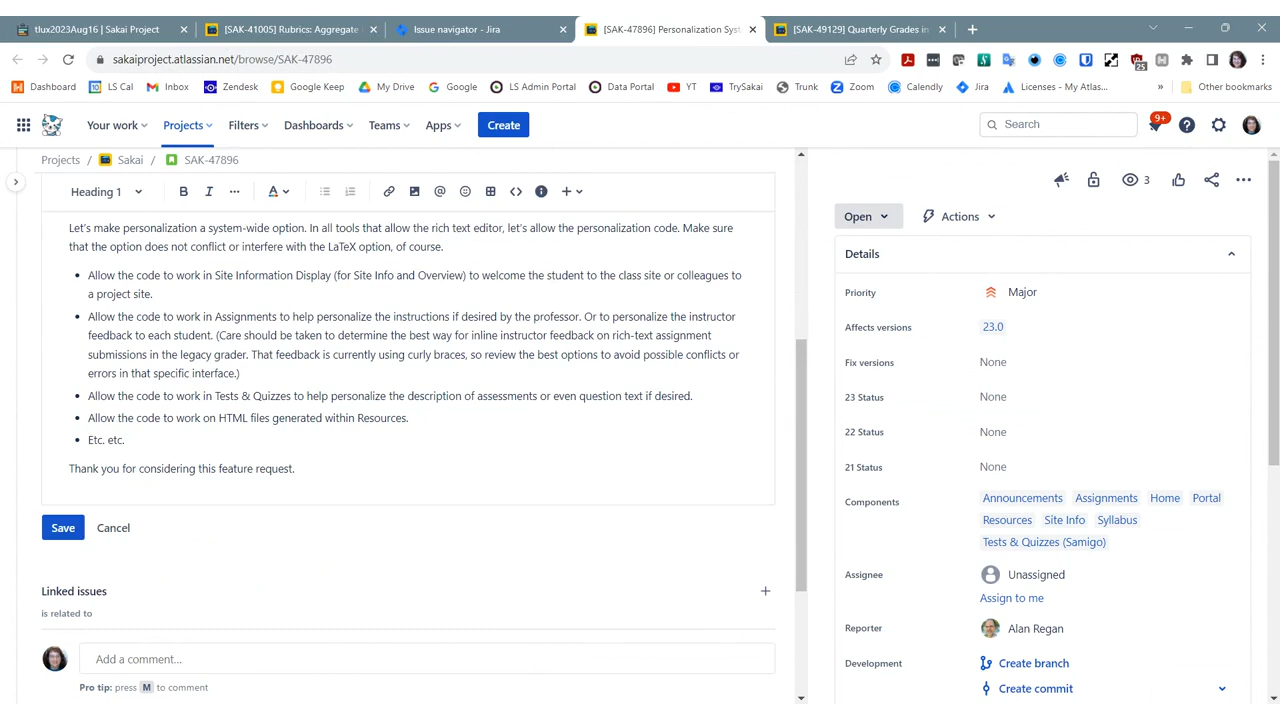 tlux2023Aug16 | Sakai Project
[SAK-41005] Rubrics: Aggregate
Issue navigator - Jira
[SAK-47896] Personalization Syst
[SAK-49129] Quarterly Grades in
sakaiproject.atlassian.net/browse/SAK-47896
25
Dashboard
LS Cal
Inbox
Zendesk
Google Keep
My Drive
Google
LS Admin Portal
Data Portal
YT
TrySakai
Trunk
Zoom
Calendly
Jira
Licenses - My Atlas...
»
Other bookmarks
Your work
Projects
Filters
Dashboards
Teams
Apps
Create
Search
9+
Projects / Sakai / SAK-47896
3
Heading 1
B I ... A
Open
Actions
Let's make personalization a system-wide option. In all tools that allow the rich text editor, let's allow the personalization code. Make sure
that the option does not conflict or interfere with the LaTeX option, of course.
• Allow the code to work in Site Information Display (for Site Info and Overview) to welcome the student to the class site or colleagues to
a project site.
• Allow the code to work in Assignments to help personalize the instructions if desired by the professor. Or to personalize the instructor
feedback to each student. (Care should be taken to determine the best way for inline instructor feedback on rich-text assignment
submissions in the legacy grader. That feedback is currently using curly braces, so review the best options to avoid possible conflicts or
errors in that specific interface.)
• Allow the code to work in Tests & Quizzes to help personalize the description of assessments or even question text if desired.
• Allow the code to work on HTML files generated within Resources.
• Etc. etc.
Thank you for considering this feature request.
Save
Cancel
Linked issues
is related to
Add a comment...
Pro tip: press M to comment
Details
Priority
Major
Affects versions
23.0
Fix versions
None
23 Status
None
22 Status
None
21 Status
None
Components
Announcements Assignments Home Portal
Resources Site Info Syllabus
Tests & Quizzes (Samigo)
Assignee
Unassigned
Assign to me
Reporter
Alan Regan
Development
Create branch
Create commit